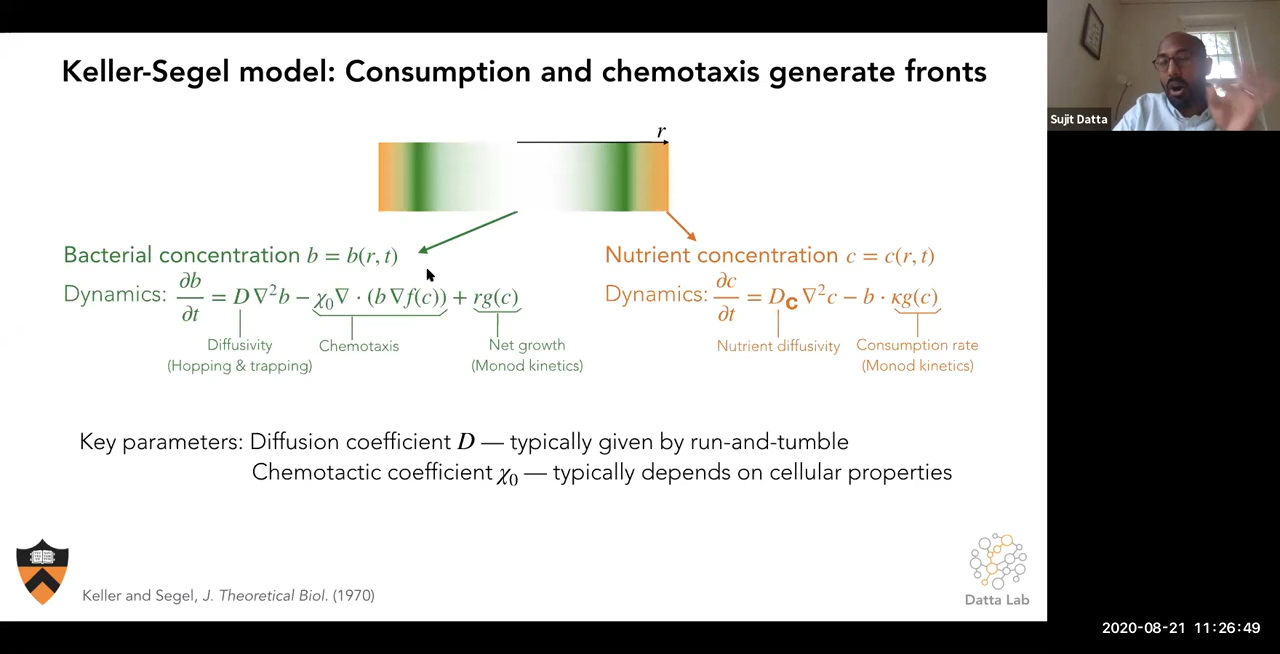 Keller-Segel model: Consumption and chemotaxis generate fronts
r
Bacterial concentration b = b(r, t)
Dynamics: ∂b/∂t = D∇²b − χ₀∇ · (b∇f(c)) + rg(c)
Diffusivity
(Hopping & trapping)
Chemotaxis
Net growth
(Monod kinetics)
Nutrient concentration c = c(r, t)
Dynamics: ∂c/∂t = D_C∇²c − b · κg(c)
Nutrient diffusivity
Consumption rate
(Monod kinetics)
Key parameters: Diffusion coefficient D — typically given by run-and-tumble
Chemotactic coefficient χ₀ — typically depends on cellular properties
Keller and Segel, J. Theoretical Biol. (1970)
Datta Lab
Sujit Datta
2020-08-21 11:26:49